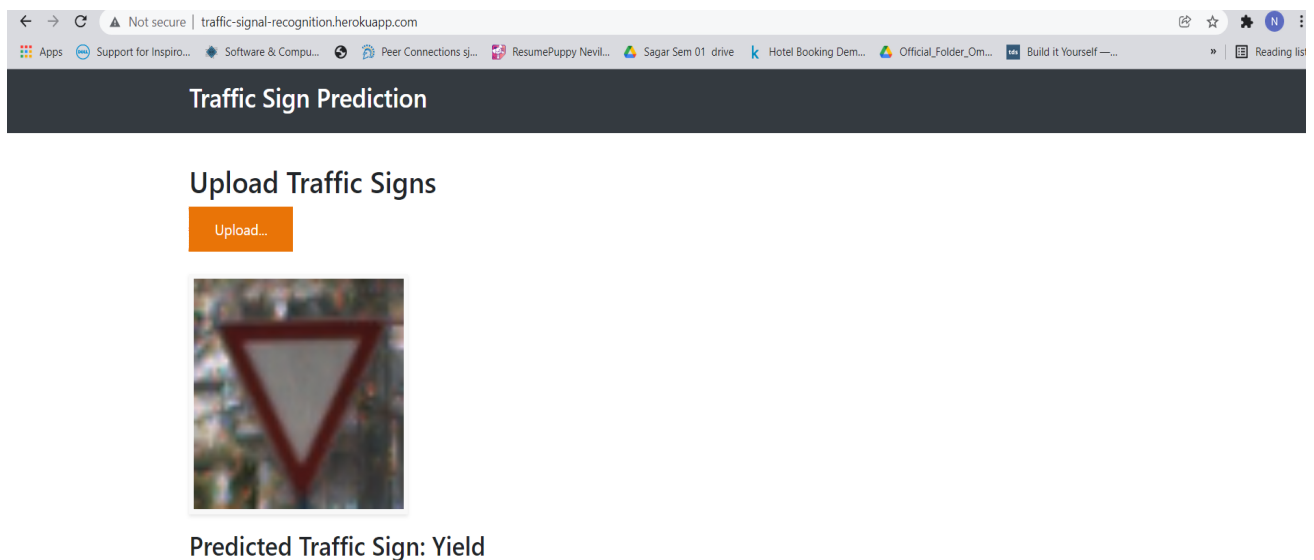 Not secure | traffic-signal-recognition.herokuapp.com
N
Apps Support for Inspiro... Software & Compu... Peer Connections sj... ResumePuppy Nevil... Sagar Sem 01 drive k Hotel Booking Dem... Official_Folder_Om... tds Build it Yourself —... » Reading list
Traffic Sign Prediction
Upload Traffic Signs
Upload...
Predicted Traffic Sign: Yield